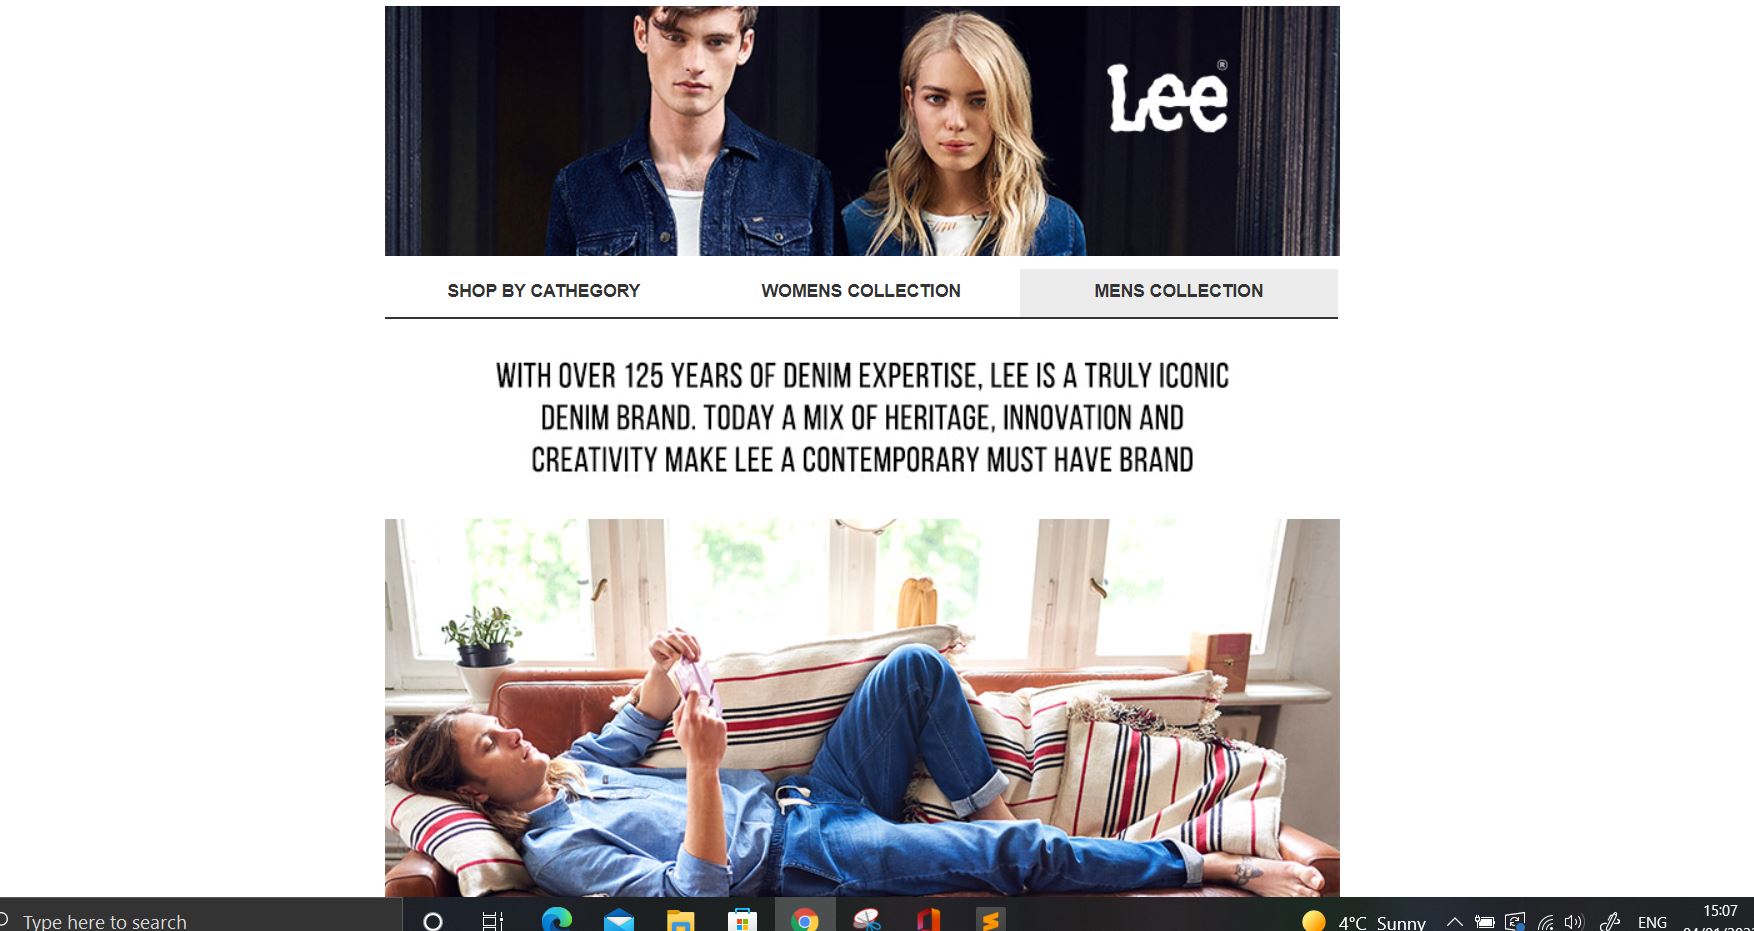 Lee®
SHOP BY CATHEGORY
WOMENS COLLECTION
MENS COLLECTION
WITH OVER 125 YEARS OF DENIM EXPERTISE, LEE IS A TRULY ICONIC
DENIM BRAND. TODAY A MIX OF HERITAGE, INNOVATION AND
CREATIVITY MAKE LEE A CONTEMPORARY MUST HAVE BRAND
Type here to search
4°C Sunny
ENG
15:07